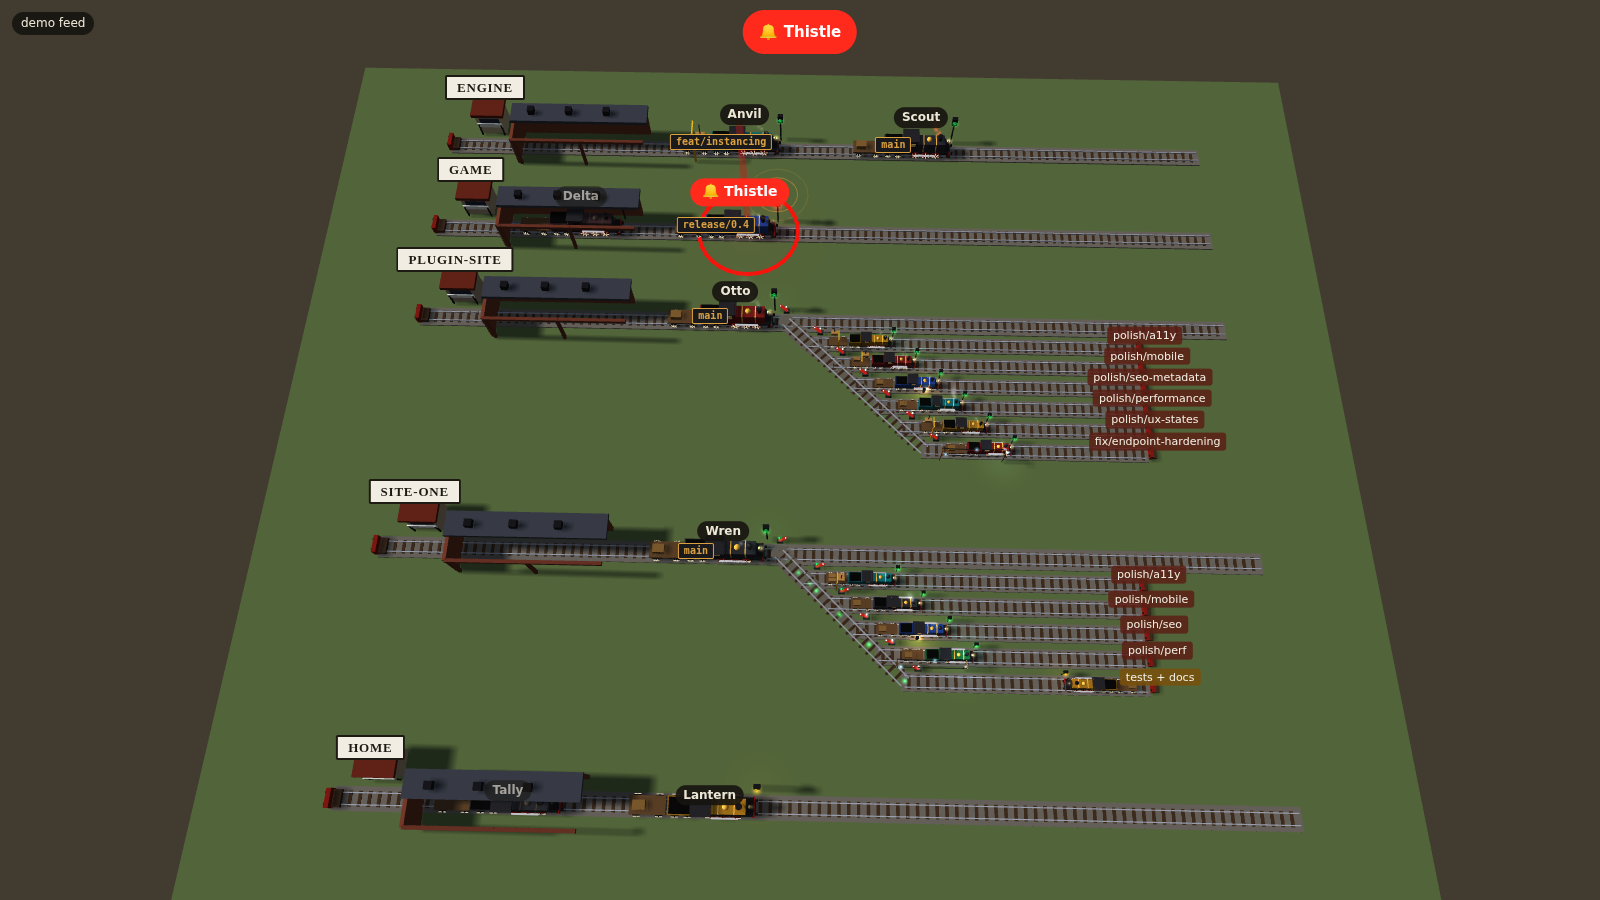 demo feed
🔔 Thistle
ENGINE
Anvil
Scout
feat/instancing
main
GAME
Delta
🔔 Thistle
release/0.4
PLUGIN-SITE
Otto
main
polish/a11y
polish/mobile
polish/seo-metadata
polish/performance
polish/ux-states
fix/endpoint-hardening
SITE-ONE
Wren
main
polish/a11y
polish/mobile
polish/seo
polish/perf
tests + docs
HOME
Tally
Lantern